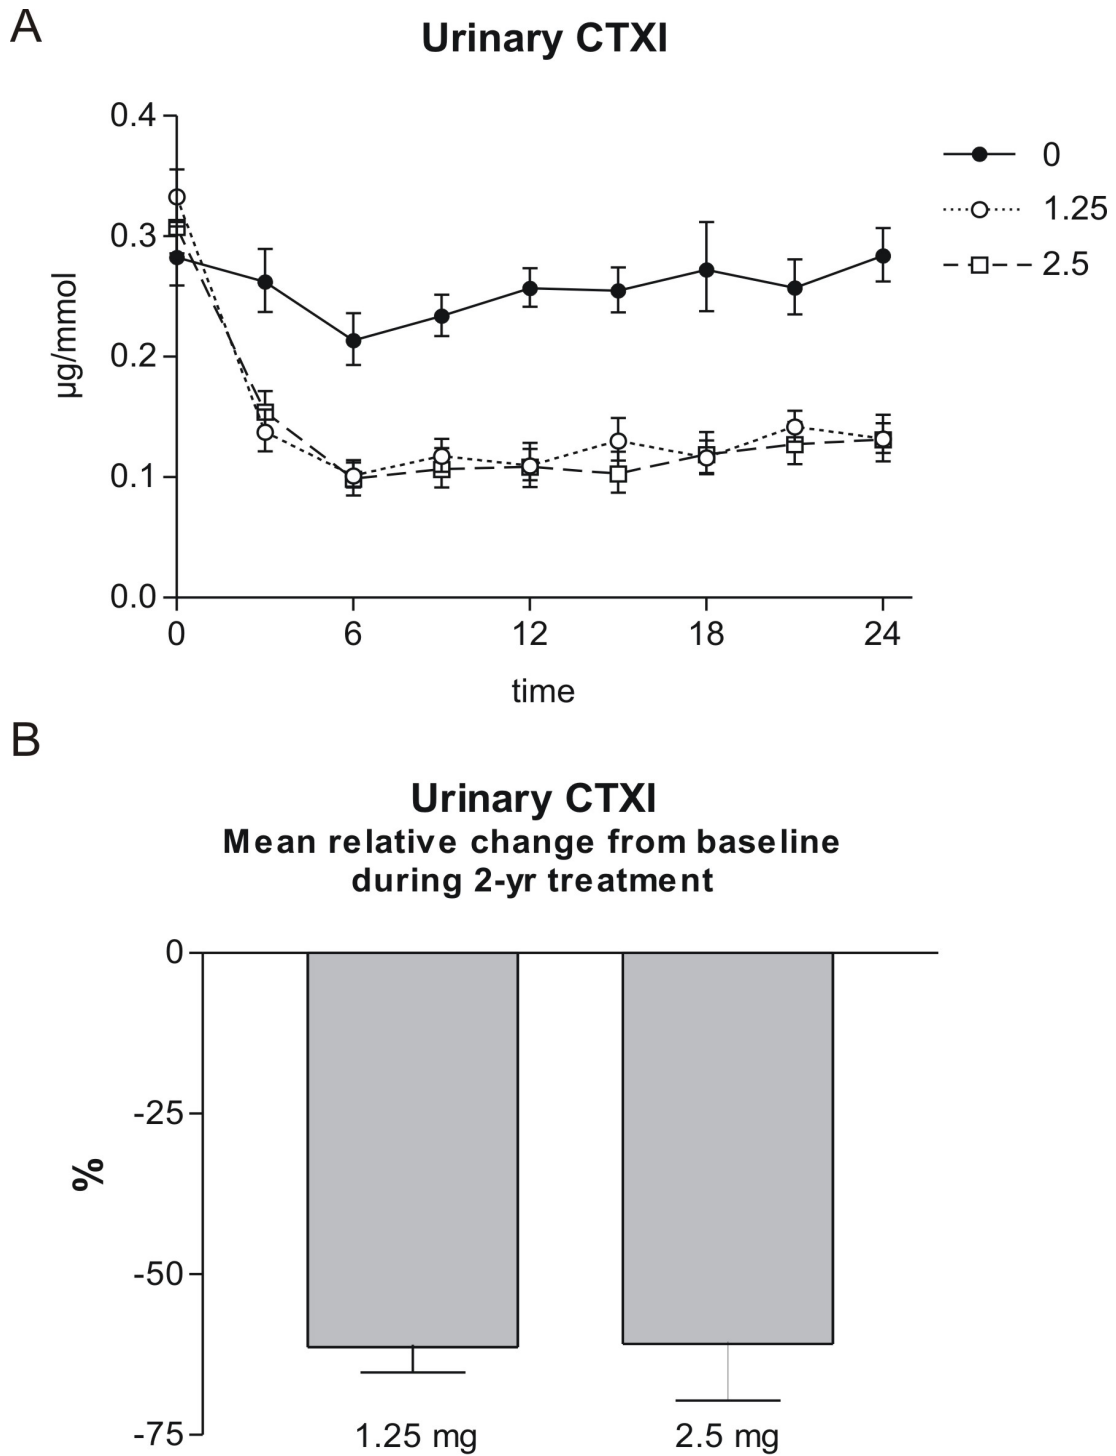 A
Urinary CTXI
0.4
0.3
0.2
0.1
0.0
µg/mmol
0
1.25
2.5
0 6 12 18 24
time
B
Urinary CTXI
Mean relative change from baseline
during 2-yr treatment
0
-25
-50
-75
%
1.25 mg 2.5 mg